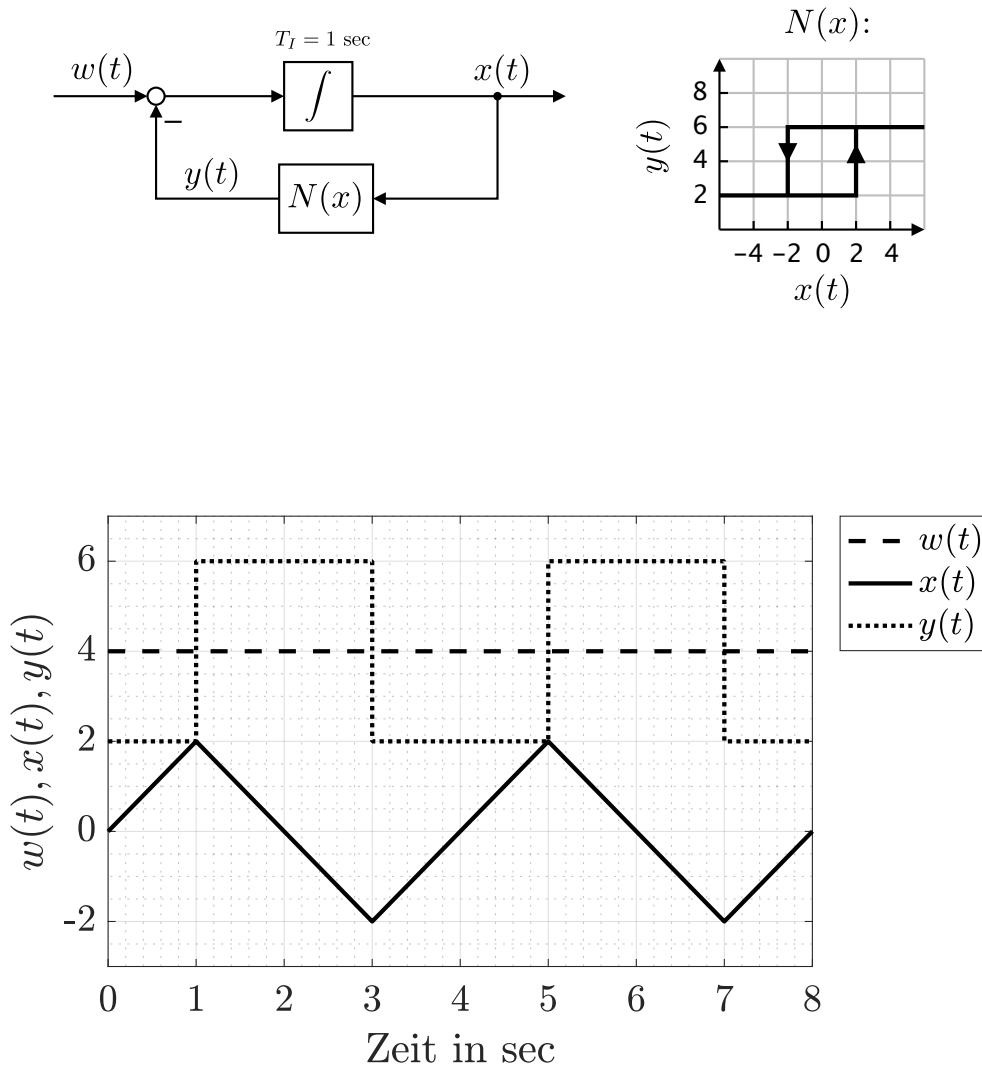 T_I = 1 sec
w(t)
∫
x(t)
−
y(t)
N(x)
N(x):
y(t)
8
6
4
2
−4 −2 0 2 4
x(t)
w(t), x(t), y(t)
6
4
2
0
-2
0 1 2 3 4 5 6 7 8
Zeit in sec
w(t)
x(t)
y(t)